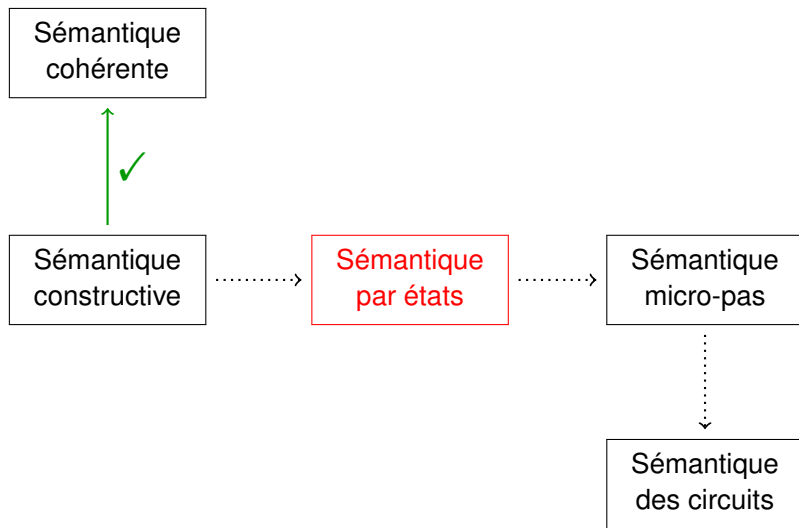 Sémantique
cohérente
✓
Sémantique
constructive
Sémantique
par états
Sémantique
micro-pas
Sémantique
des circuits